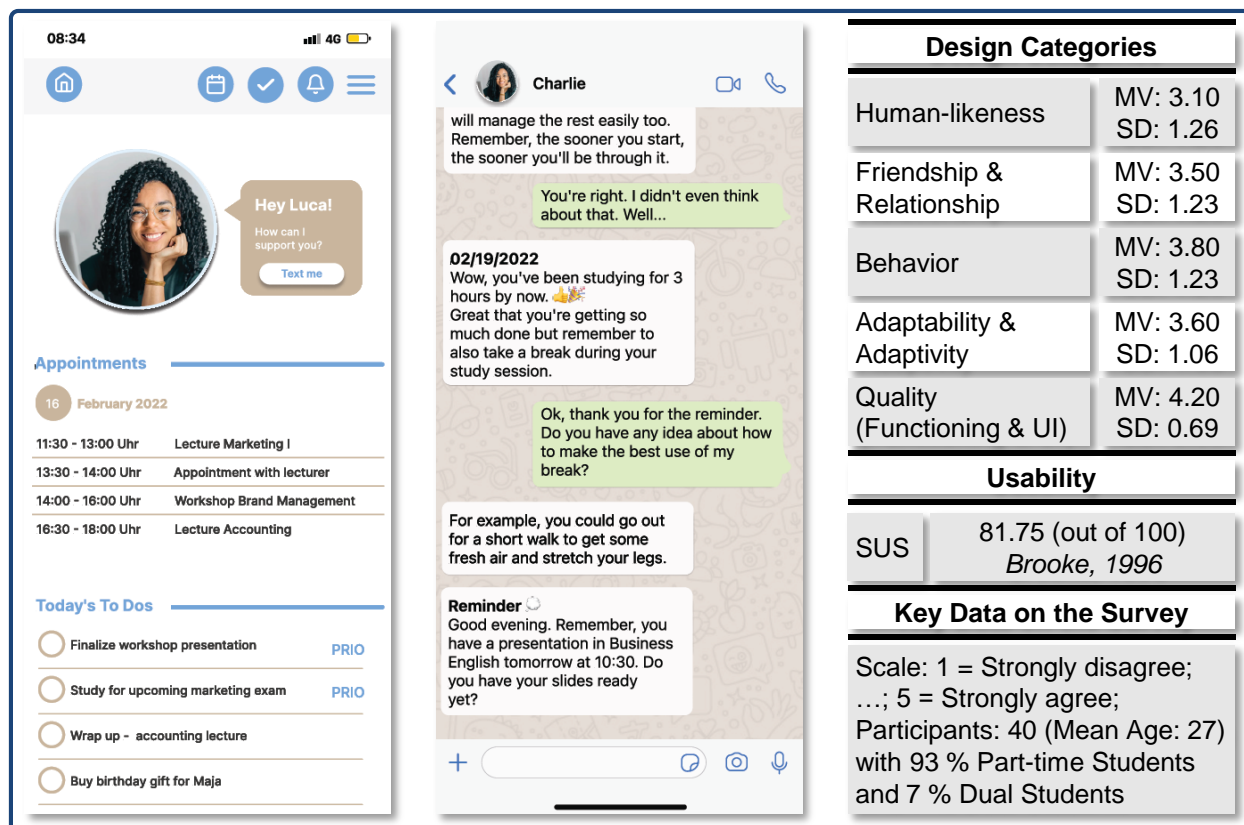 08:34
4G
Hey Luca!
How can I
support you?
Text me
Appointments
16 February 2022
11:30 - 13:00 Uhr Lecture Marketing I
13:30 - 14:00 Uhr Appointment with lecturer
14:00 - 16:00 Uhr Workshop Brand Management
16:30 - 18:00 Uhr Lecture Accounting
Today's To Dos
Finalize workshop presentation PRIO
Study for upcoming marketing exam PRIO
Wrap up - accounting lecture
Buy birthday gift for Maja
Charlie
will manage the rest easily too.
Remember, the sooner you start,
the sooner you'll be through it.
You're right. I didn't even think
about that. Well...
02/19/2022
Wow, you've been studying for 3
hours by now. 👍🎉
Great that you're getting so
much done but remember to
also take a break during your
study session.
Ok, thank you for the reminder.
Do you have any idea about how
to make the best use of my
break?
For example, you could go out
for a short walk to get some
fresh air and stretch your legs.
Reminder 💭
Good evening. Remember, you
have a presentation in Business
English tomorrow at 10:30. Do
you have your slides ready
yet?
Design Categories
Human-likeness MV: 3.10
SD: 1.26
Friendship & MV: 3.50
Relationship SD: 1.23
Behavior MV: 3.80
SD: 1.23
Adaptability & MV: 3.60
Adaptivity SD: 1.06
Quality MV: 4.20
(Functioning & UI) SD: 0.69
Usability
SUS 81.75 (out of 100)
Brooke, 1996
Key Data on the Survey
Scale: 1 = Strongly disagree;
…; 5 = Strongly agree;
Participants: 40 (Mean Age: 27)
with 93 % Part-time Students
and 7 % Dual Students